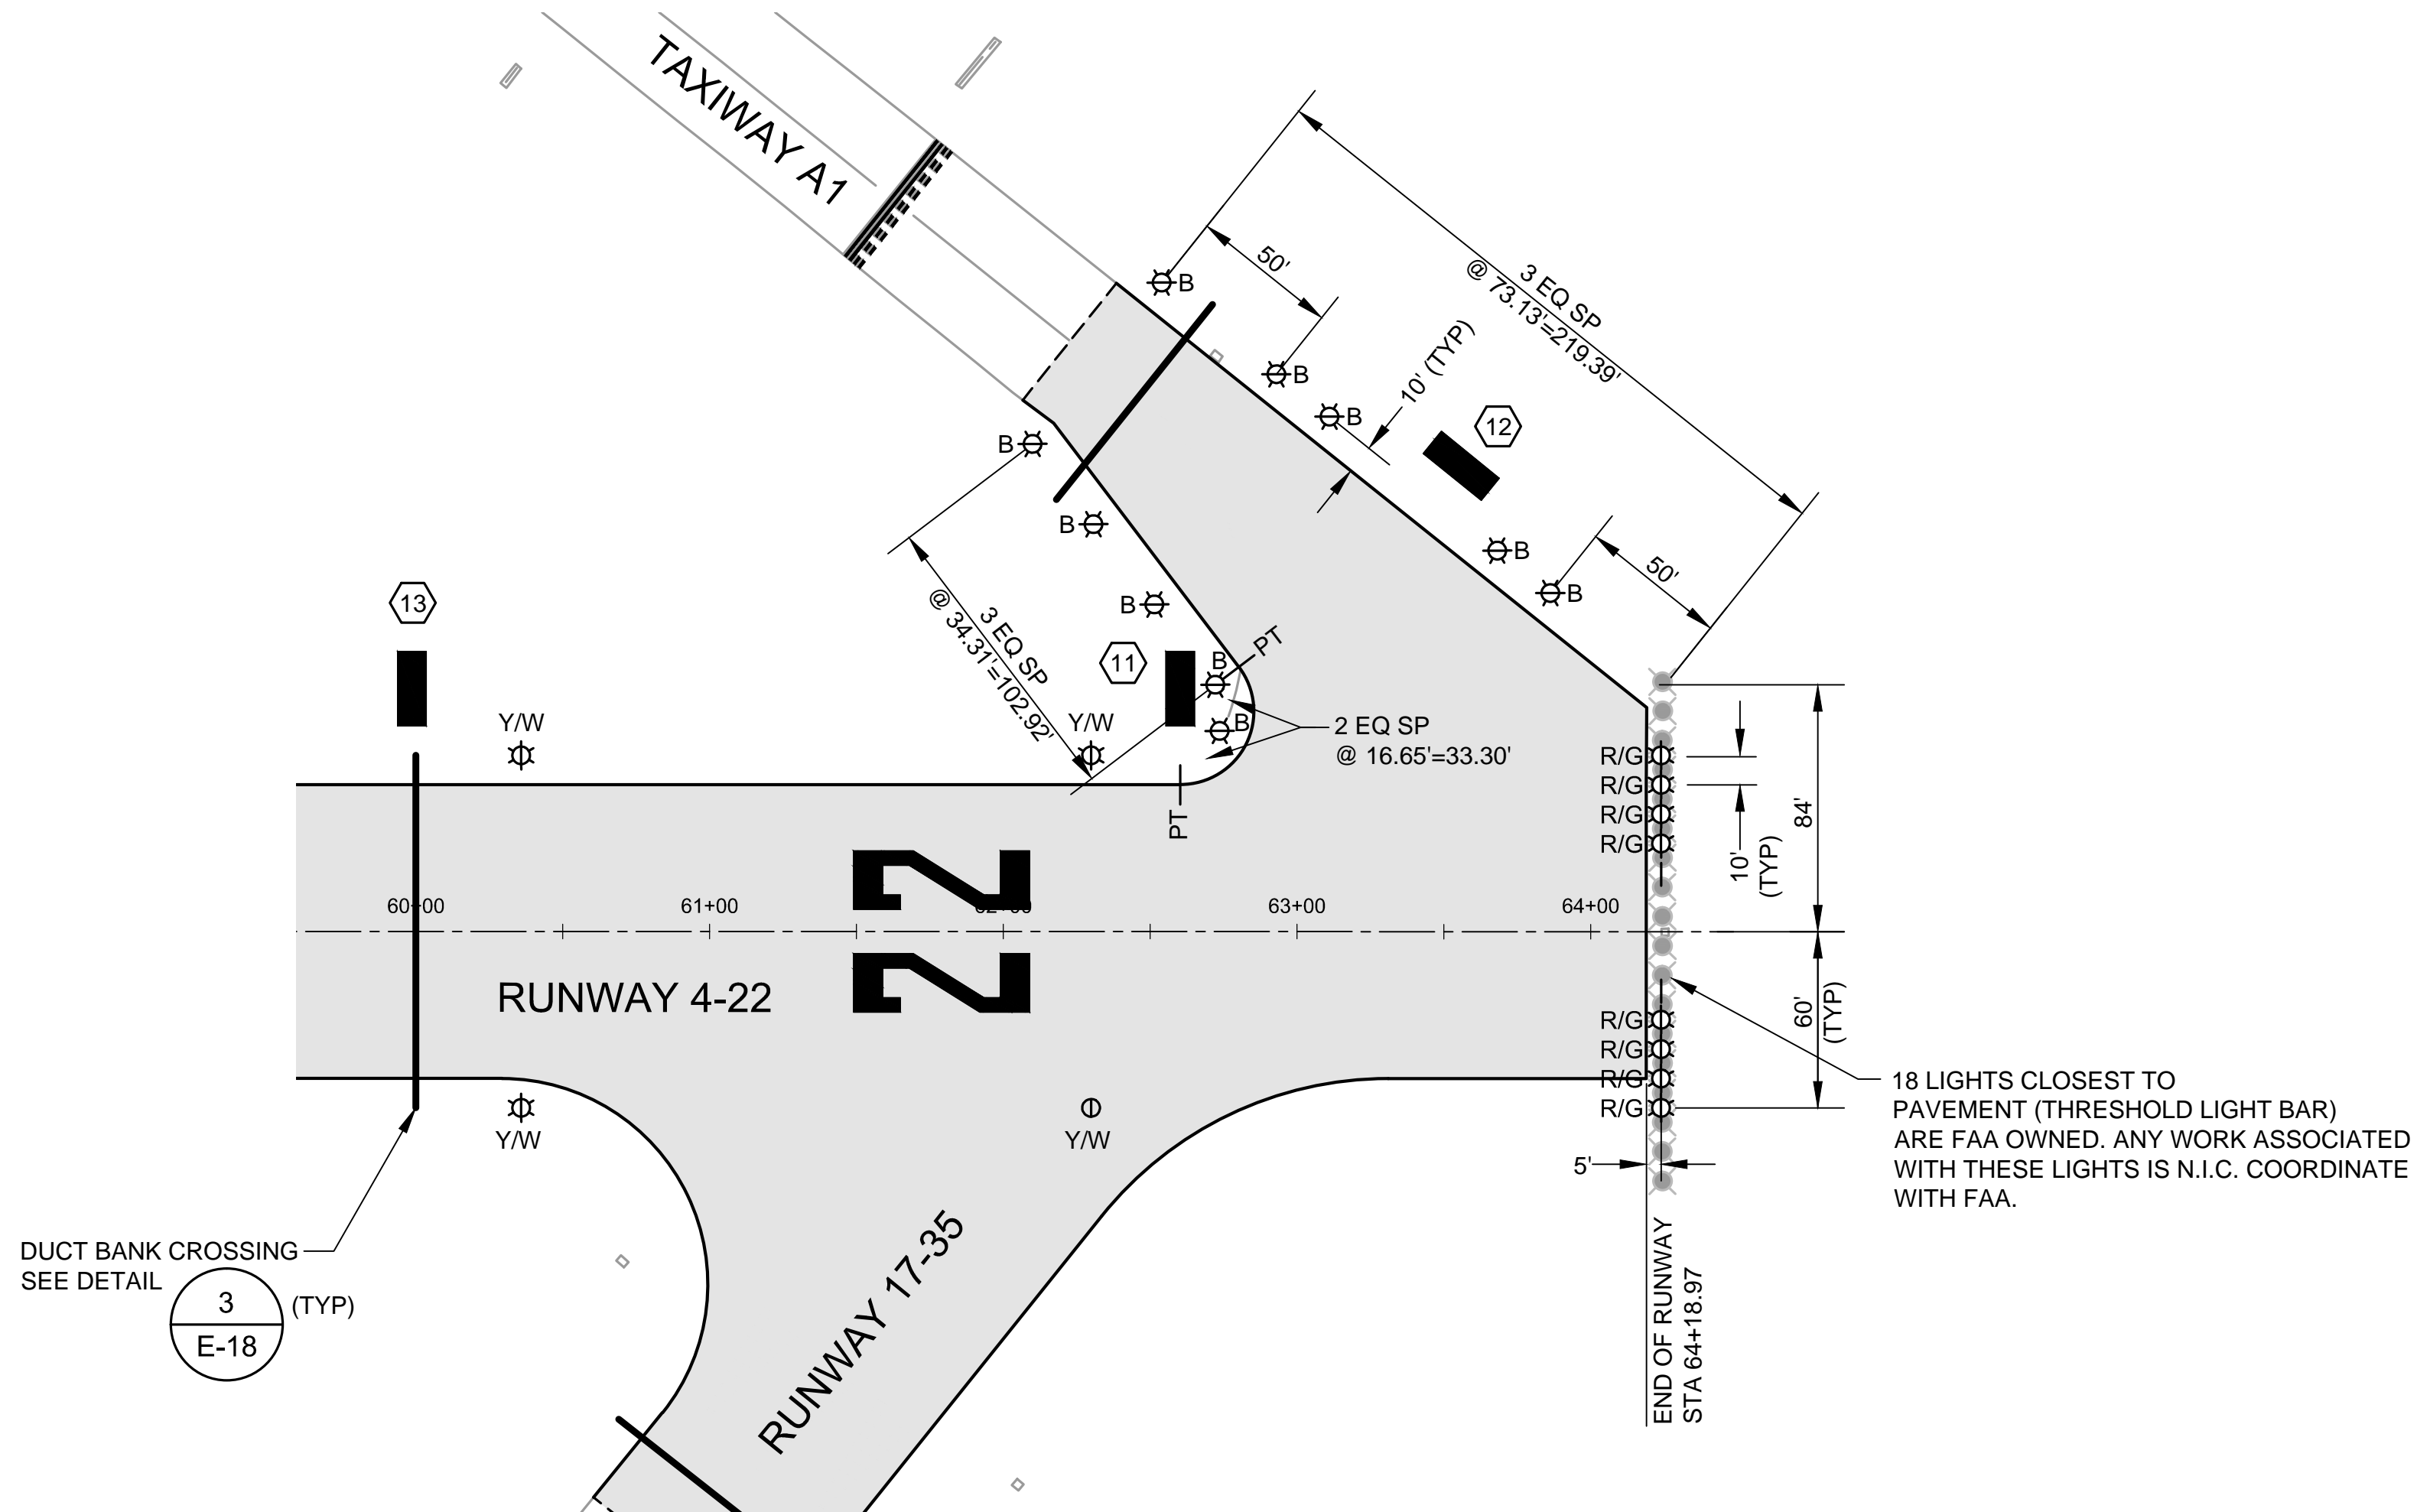 TAXIWAY A1
50'
3 EQ SP
@ 73.13'=219.39'
B
B
10' (TYP)
B
12
B
B
B
50'
B
B
B
13
3 EQ SP
@ 34.31'=102.92'
11
B
PT
B
Y/W
Y/W
2 EQ SP
@ 16.65'=33.30'
PT
R/G
R/G
R/G
R/G
84'
10'
(TYP)
60+00
61+00
62+00
63+00
64+00
22
RUNWAY 4-22
R/G
R/G
R/G
R/G
60'
(TYP)
Y/W
Y/W
18 LIGHTS CLOSEST TO
PAVEMENT (THRESHOLD LIGHT BAR)
ARE FAA OWNED. ANY WORK ASSOCIATED
WITH THESE LIGHTS IS N.I.C. COORDINATE
WITH FAA.
5'
END OF RUNWAY
STA 64+18.97
RUNWAY 17-35
DUCT BANK CROSSING
SEE DETAIL
3
E-18
(TYP)